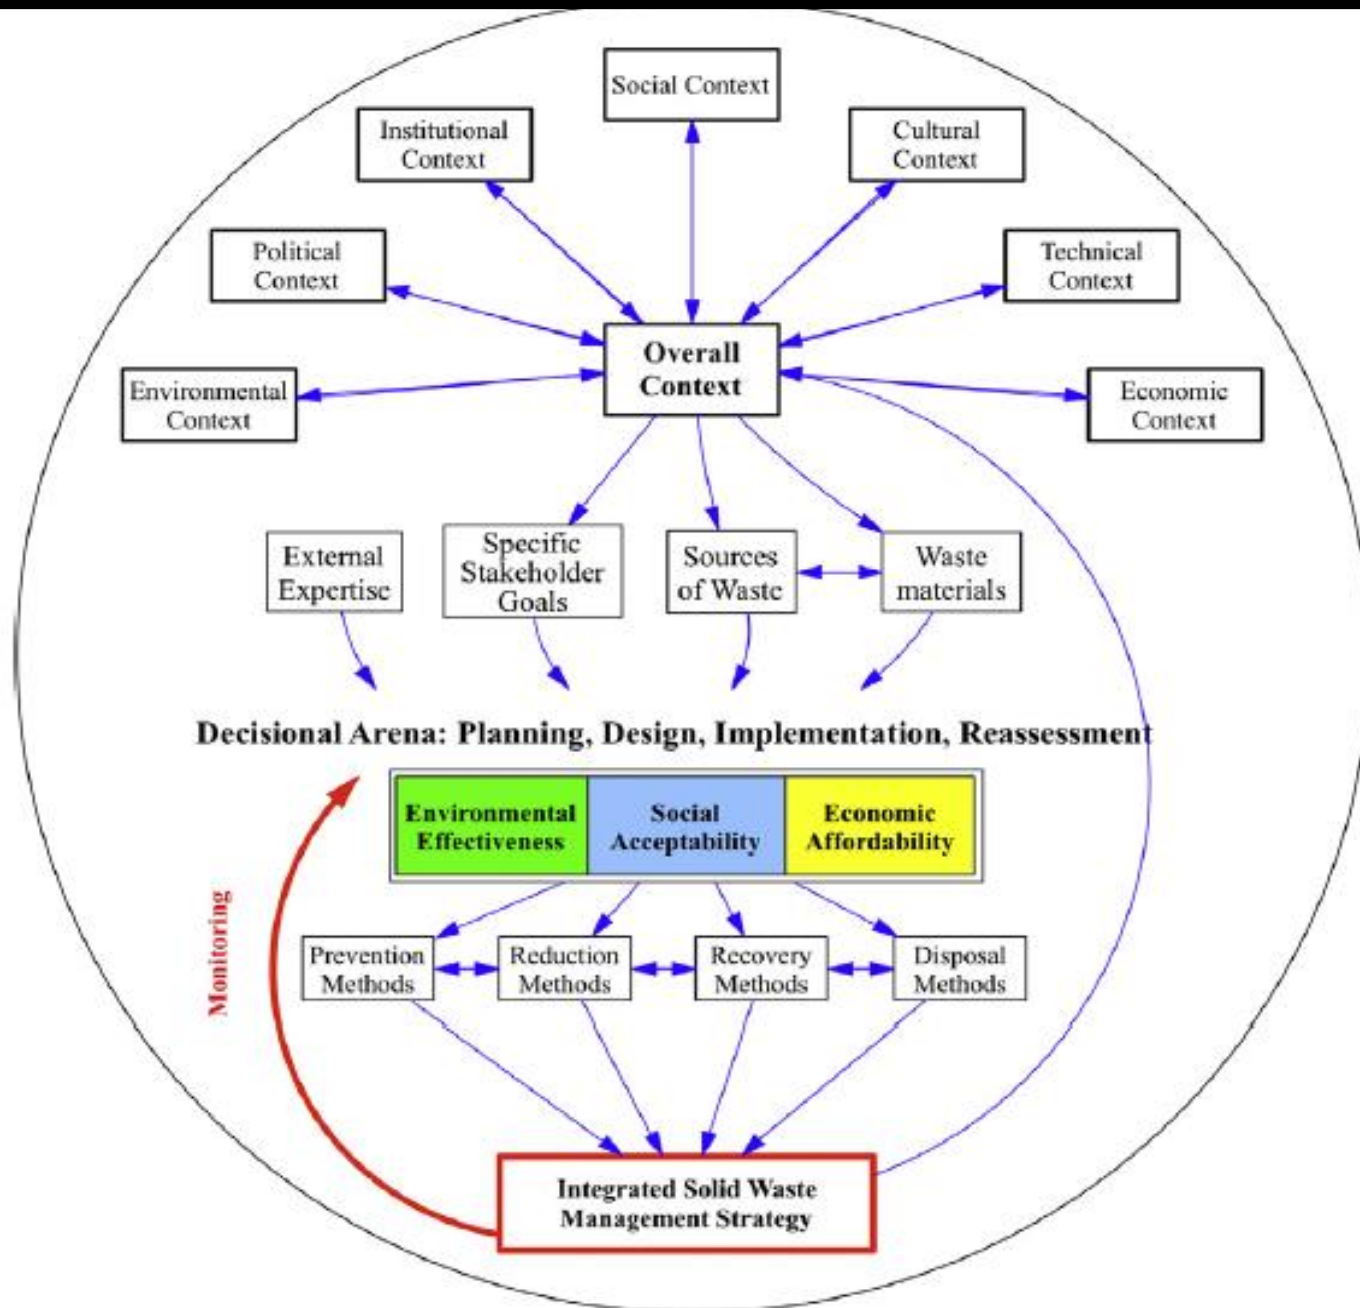 Social Context
Institutional
Context
Cultural
Context
Political
Context
Technical
Context
Overall
Context
Environmental
Context
Economic
Context
External
Expertise
Specific
Stakeholder
Goals
Sources
of Waste
Waste
materials
Decisional Arena: Planning, Design, Implementation, Reassessment
Environmental
Effectiveness
Social
Acceptability
Economic
Affordability
Monitoring
Prevention
Methods
Reduction
Methods
Recovery
Methods
Disposal
Methods
Integrated Solid Waste
Management Strategy